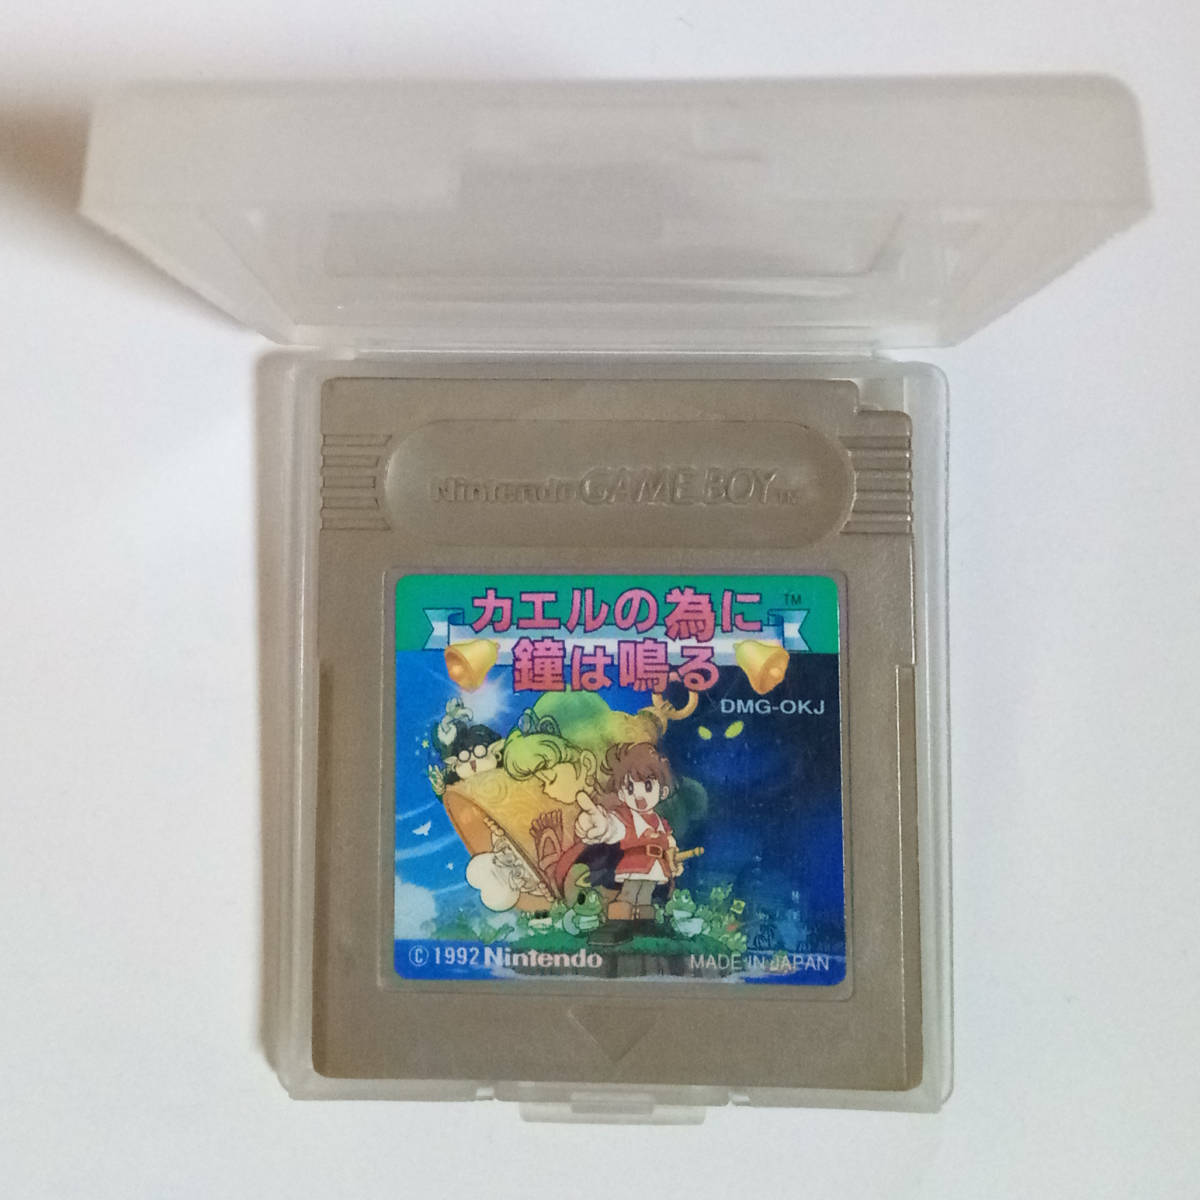 Nintendo GAME BOY TM
カエルの為に TM
鐘は鳴る
DMG-OKJ
© 1992 Nintendo MADE IN JAPAN